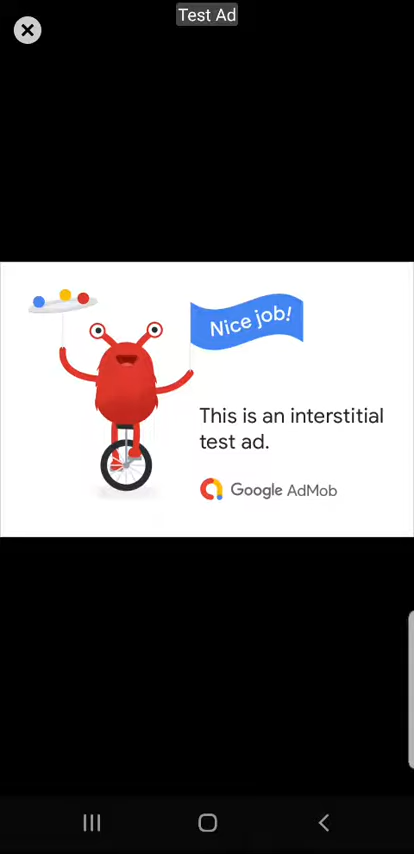 Test Ad
Nice job!
This is an interstitial
test ad.
Google AdMob